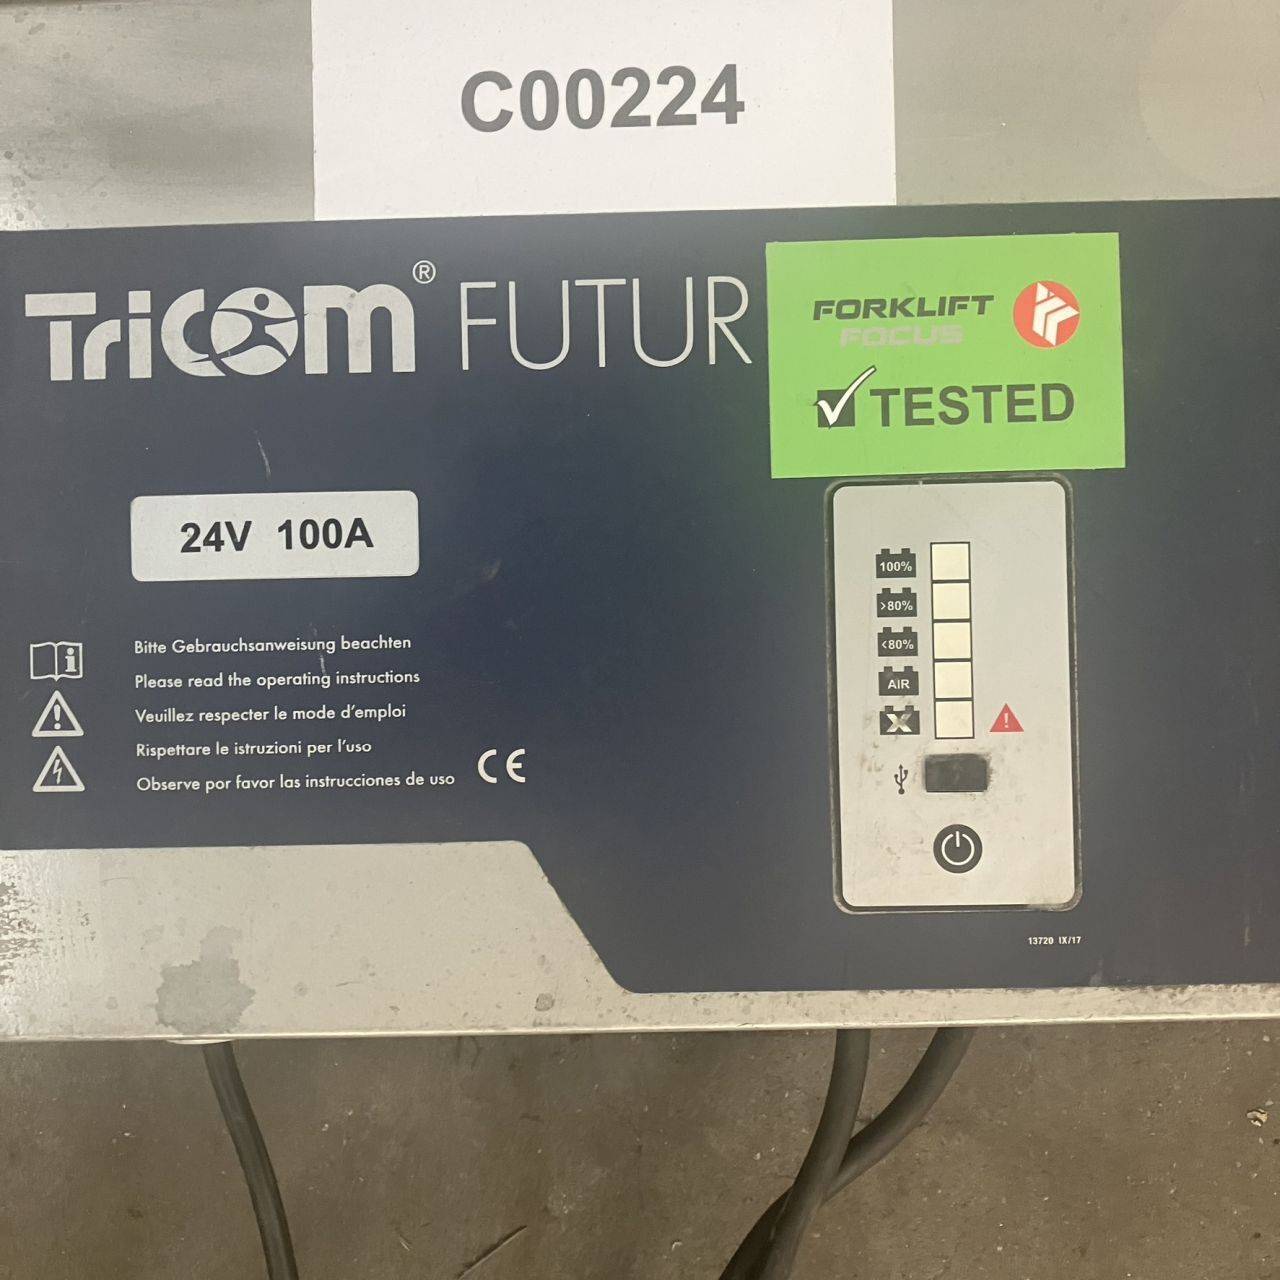 C00224
TriCOM® FUTUR
FORKLIFT
FOCUS
TESTED
24V 100A
100%
>80%
<80%
AIR
X
Bitte Gebrauchsanweisung beachten
Please read the operating instructions
Veuillez respecter le mode d'emploi
Rispettare le istruzioni per l'uso
Observe por favor las instrucciones de uso
CE
13720 IX/17